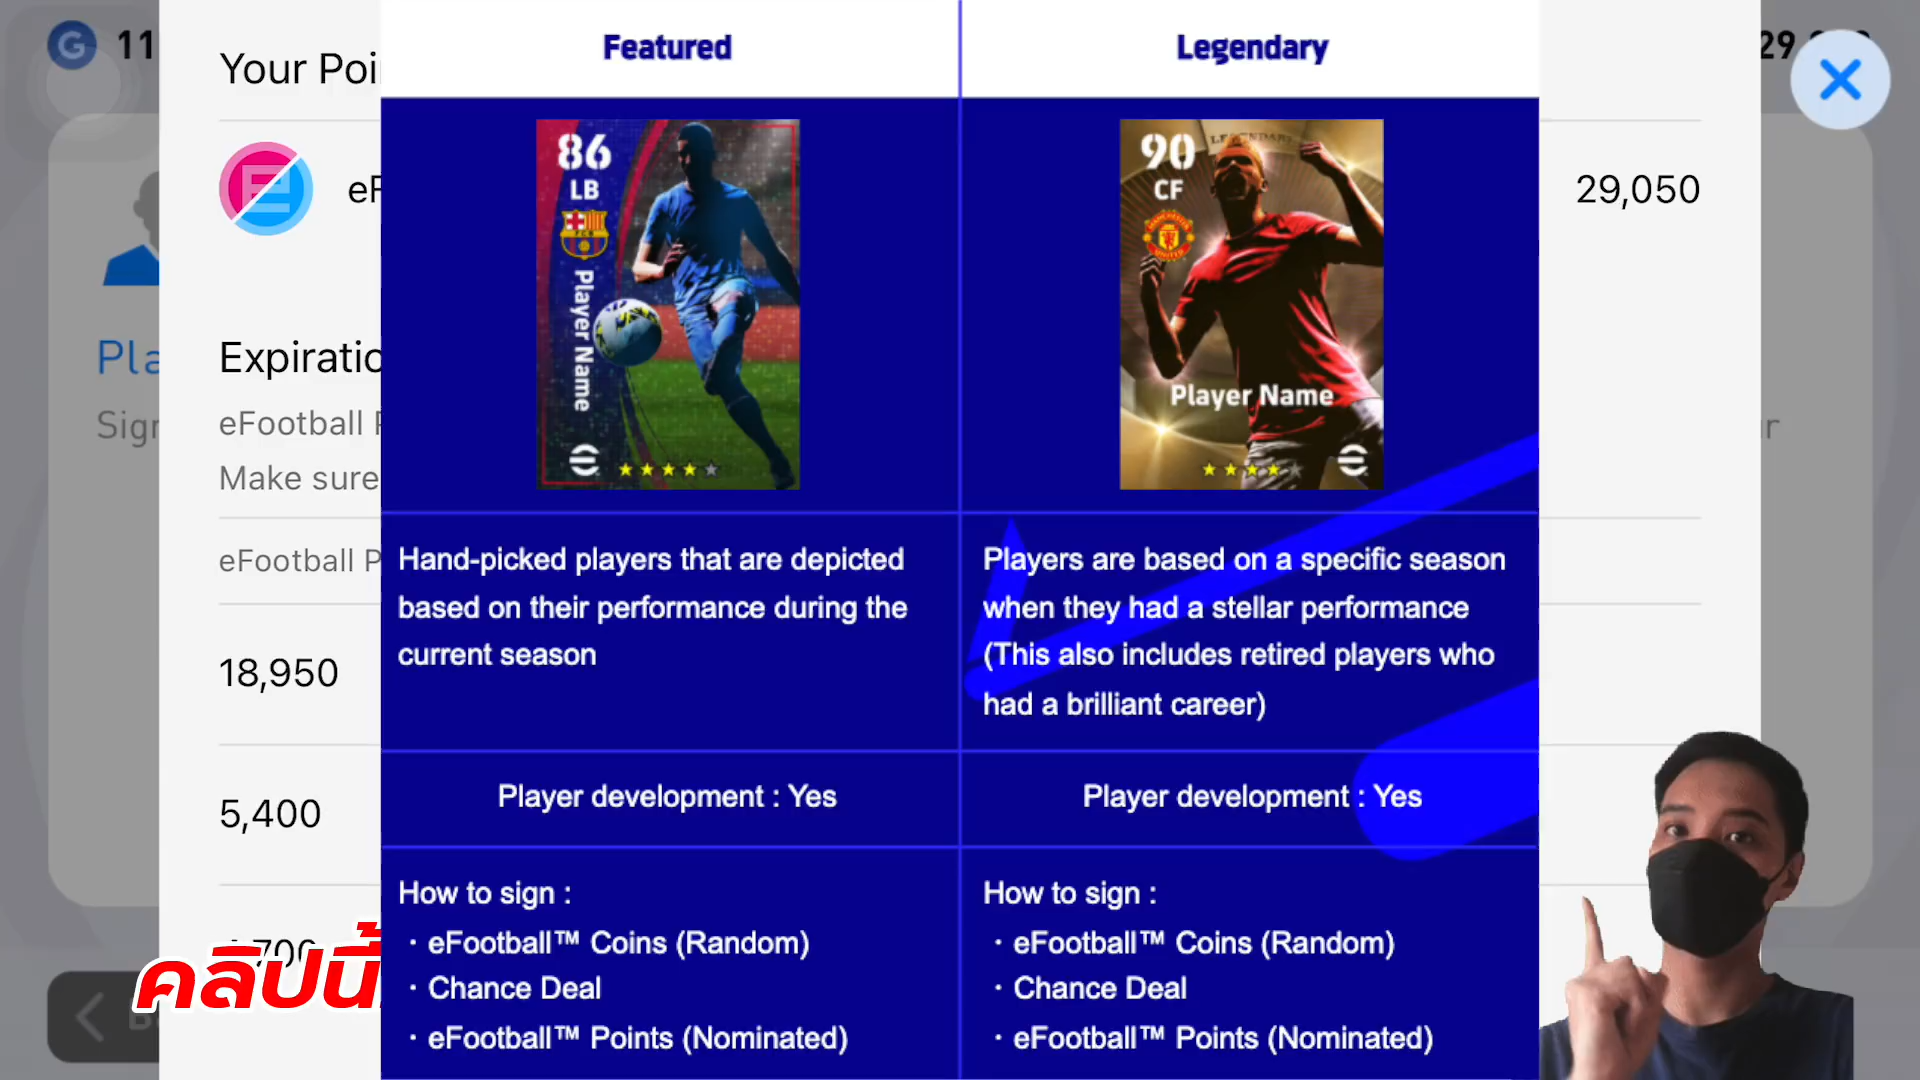 11
Your Poi
eF
29,050
Expiratio
eFootball
Make sure
eFootball P
18,950
5,400
Pla
Sign
คลิปนี้
Featured
Legendary
86
LB
Player Name
LEGENDARY
90
CF
Player Name
Hand-picked players that are depicted
based on their performance during the
current season
Players are based on a specific season
when they had a stellar performance
(This also includes retired players who
had a brilliant career)
Player development : Yes
Player development : Yes
How to sign :
· eFootball™ Coins (Random)
· Chance Deal
· eFootball™ Points (Nominated)
How to sign :
· eFootball™ Coins (Random)
· Chance Deal
· eFootball™ Points (Nominated)